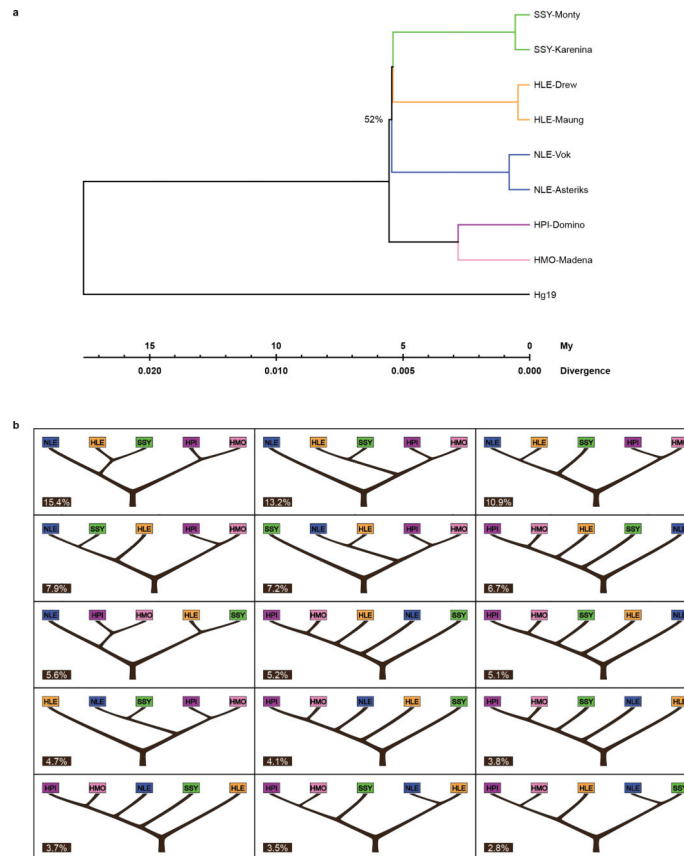 a
SSY-Monty
SSY-Karenina
HLE-Drew
HLE-Maung
52%
NLE-Vok
NLE-Asteriks
HPI-Domino
HMO-Madena
Hg19
15 10 5 0 My
0.020 0.010 0.005 0.000 Divergence
b
NLE HLE SSY HPI HMO
15.4%
NLE HLE SSY HPI HMO
13.2%
NLE HLE SSY HPI HMO
10.9%
NLE SSY HLE HPI HMO
7.9%
SSY NLE HLE HPI HMO
7.2%
HPI HMO HLE SSY NLE
6.7%
NLE HPI HMO HLE SSY
5.6%
HPI HMO HLE NLE SSY
5.2%
HPI HMO SSY HLE NLE
5.1%
HLE NLE SSY HPI HMO
4.7%
HPI HMO NLE HLE SSY
4.1%
HPI HMO SSY NLE HLE
3.8%
HPI HMO NLE SSY HLE
3.7%
HPI HMO SSY NLE HLE
3.5%
HPI HMO HLE NLE SSY
2.8%